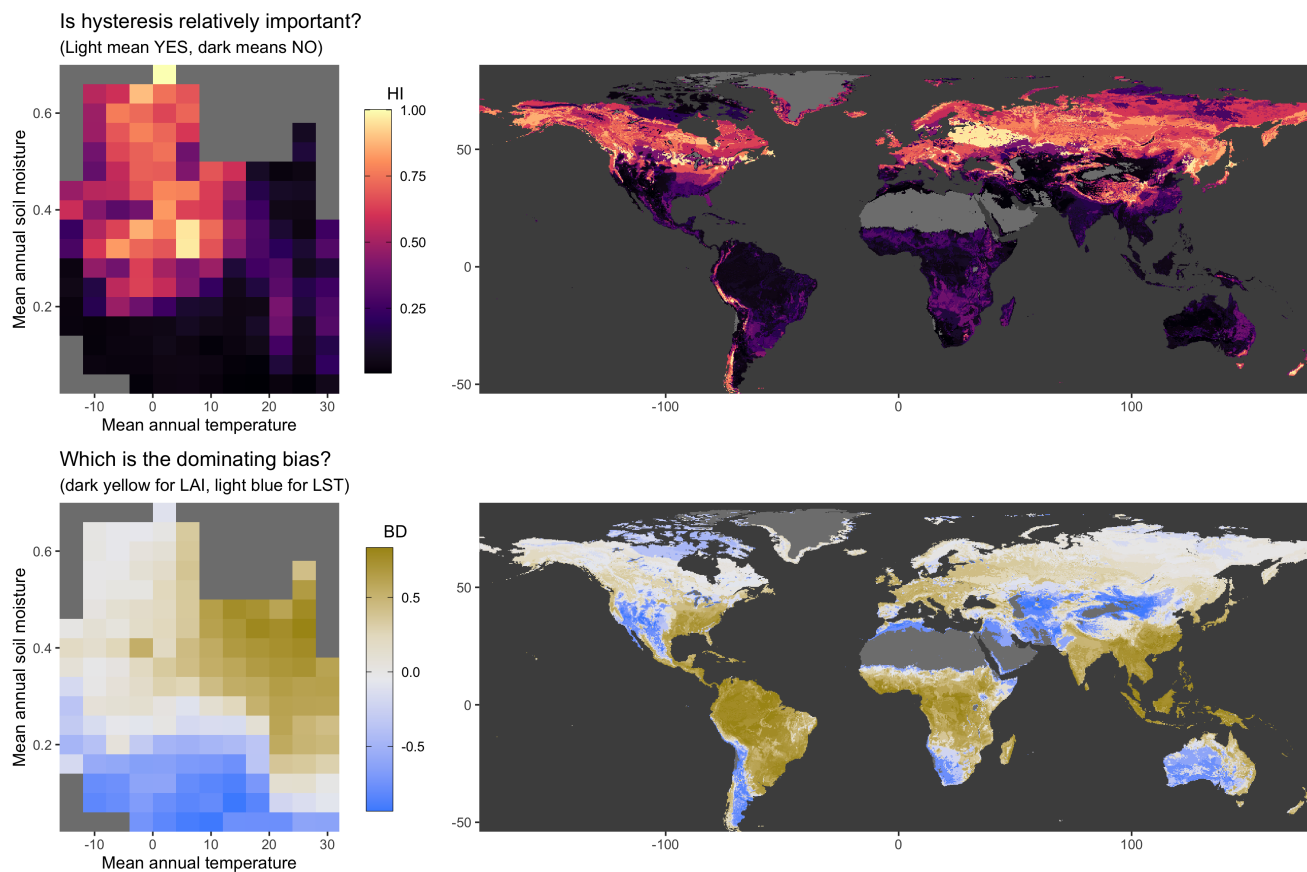 Is hysteresis relatively important?
(Light mean YES, dark means NO)
Mean annual soil moisture
0.6
0.4
0.2
-10 0 10 20 30
Mean annual temperature
HI
1.00
0.75
0.50
0.25
50
0
-50
-100 0 100
Which is the dominating bias?
(dark yellow for LAI, light blue for LST)
Mean annual soil moisture
0.6
0.4
0.2
-10 0 10 20 30
Mean annual temperature
BD
0.5
0.0
-0.5
50
0
-50
-100 0 100